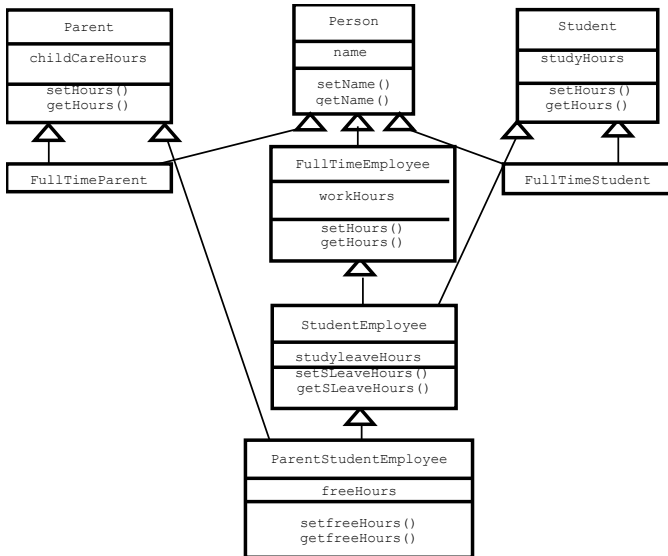 Parent
childCareHours
setHours()
getHours()
Person
name
setName()
getName()
Student
studyHours
setHours()
getHours()
FullTimeParent
FullTimeEmployee
workHours
setHours()
getHours()
FullTimeStudent
StudentEmployee
studyleaveHours
setSLeaveHours()
getSLeaveHours()
ParentStudentEmployee
freeHours
setfreeHours()
getfreeHours()